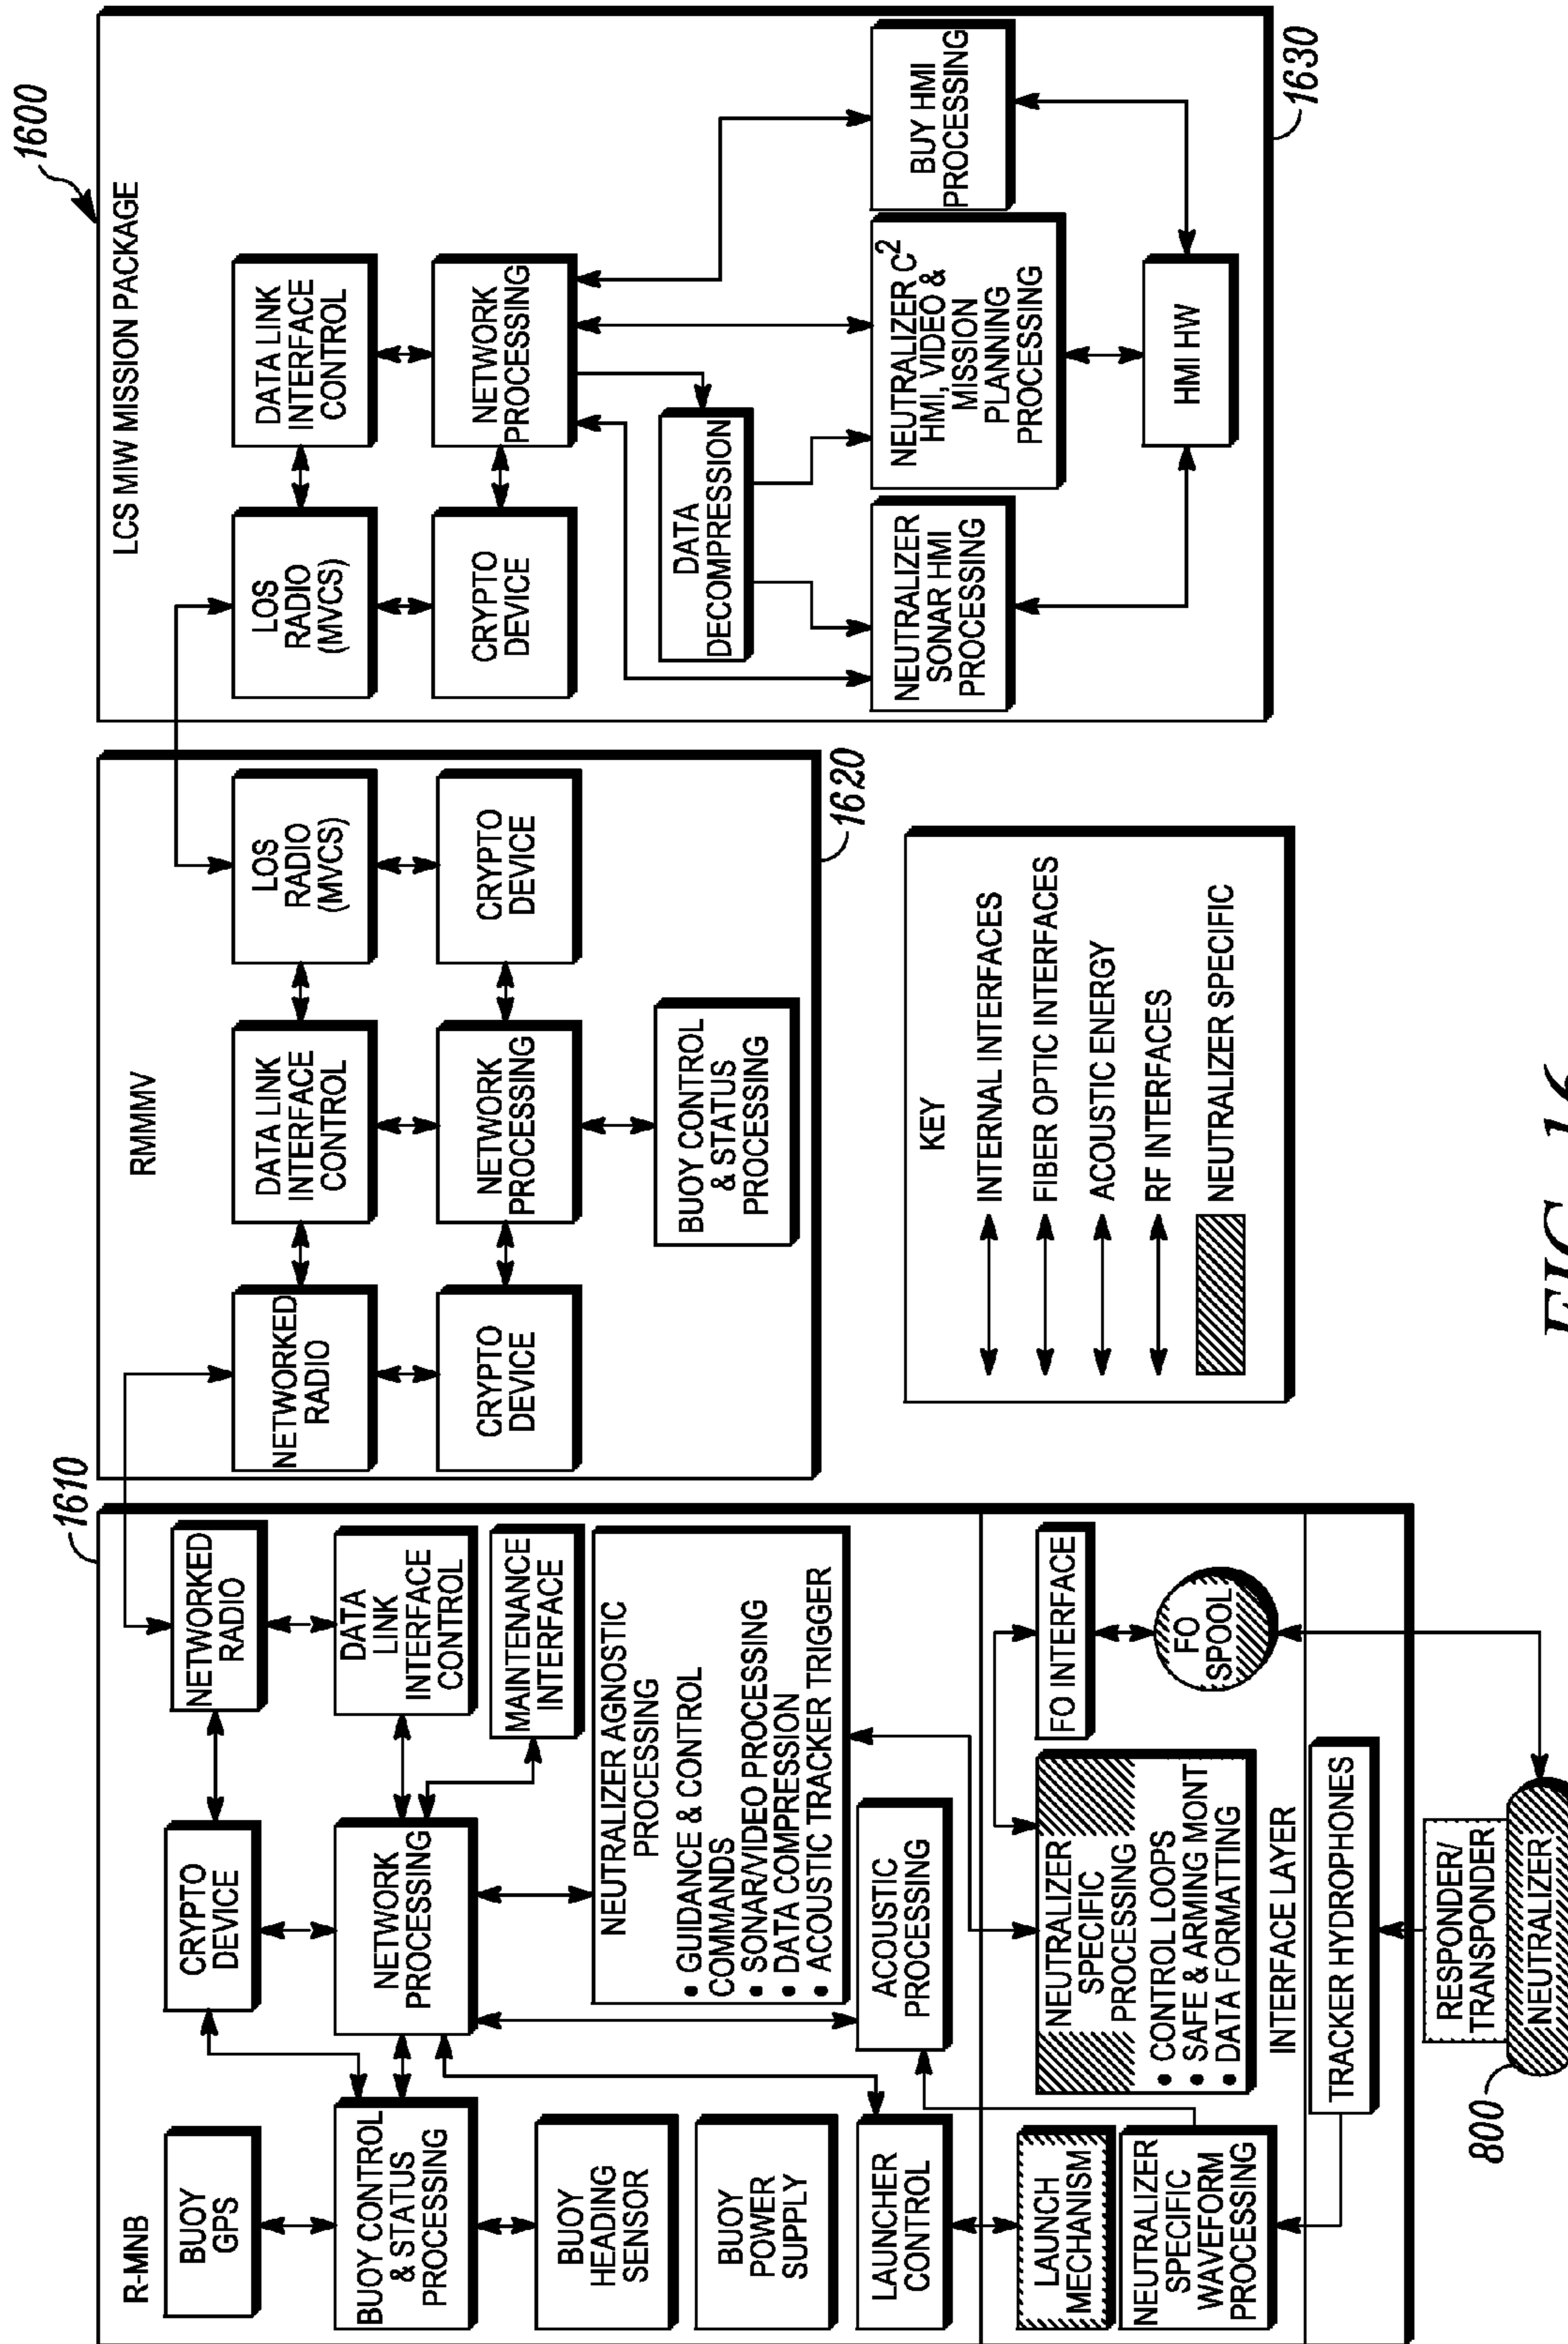 1600
LCS MIW MISSION PACKAGE
LOS
RADIO
(MVCS)
DATA LINK
INTERFACE
CONTROL
CRYPTO
DEVICE
NETWORK
PROCESSING
DATA
DECOMPRESSION
NEUTRALIZER
SONAR HMI
PROCESSING
NEUTRALIZER C2
HMI, VIDEO &
MISSION
PLANNING
PROCESSING
BUY HMI
PROCESSING
HMI HW
1630
RMMMV
NETWORKED
RADIO
DATA LINK
INTERFACE
CONTROL
LOS
RADIO
(MVCS)
CRYPTO
DEVICE
NETWORK
PROCESSING
CRYPTO
DEVICE
BUOY CONTROL
& STATUS
PROCESSING
1620
KEY
INTERNAL INTERFACES
FIBER OPTIC INTERFACES
ACOUSTIC ENERGY
RF INTERFACES
NEUTRALIZER SPECIFIC
1610
R-MNB
BUOY
GPS
CRYPTO
DEVICE
NETWORKED
RADIO
BUOY CONTROL
& STATUS
PROCESSING
NETWORK
PROCESSING
DATA
LINK
INTERFACE
CONTROL
MAINTENANCE
INTERFACE
BUOY
HEADING
SENSOR
BUOY
POWER
SUPPLY
NEUTRALIZER AGNOSTIC
PROCESSING
• GUIDANCE & CONTROL
COMMANDS
• SONAR/VIDEO PROCESSING
• DATA COMPRESSION
• ACOUSTIC TRACKER TRIGGER
LAUNCHER
CONTROL
ACOUSTIC
PROCESSING
LAUNCH
MECHANISM
NEUTRALIZER
SPECIFIC
WAVEFORM
PROCESSING
NEUTRALIZER
SPECIFIC
PROCESSING
• CONTROL LOOPS
• SAFE & ARMING MONT
• DATA FORMATTING
FO INTERFACE
FO
SPOOL
INTERFACE LAYER
TRACKER HYDROPHONES
RESPONDER/
TRANSPONDER
NEUTRALIZER
800
FIG. 16